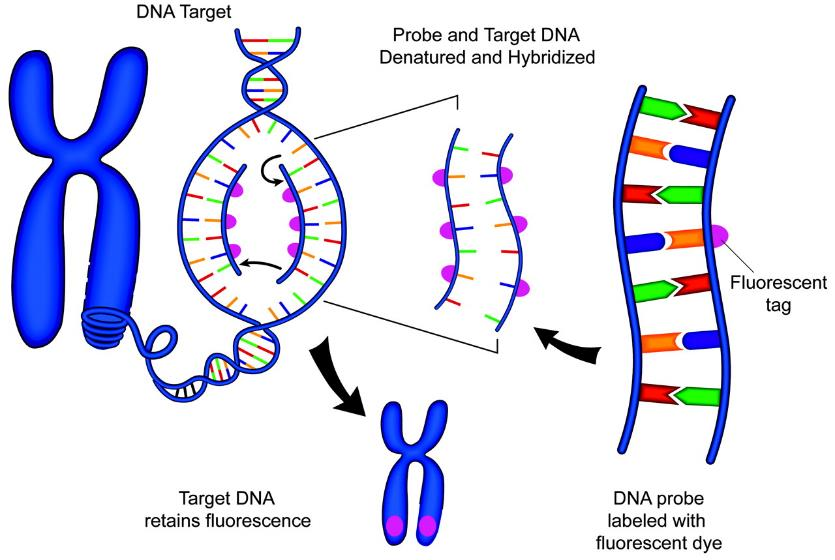 DNA Target
Probe and Target DNA
Denatured and Hybridized
Fluorescent
tag
Target DNA
retains fluorescence
DNA probe
labeled with
fluorescent dye